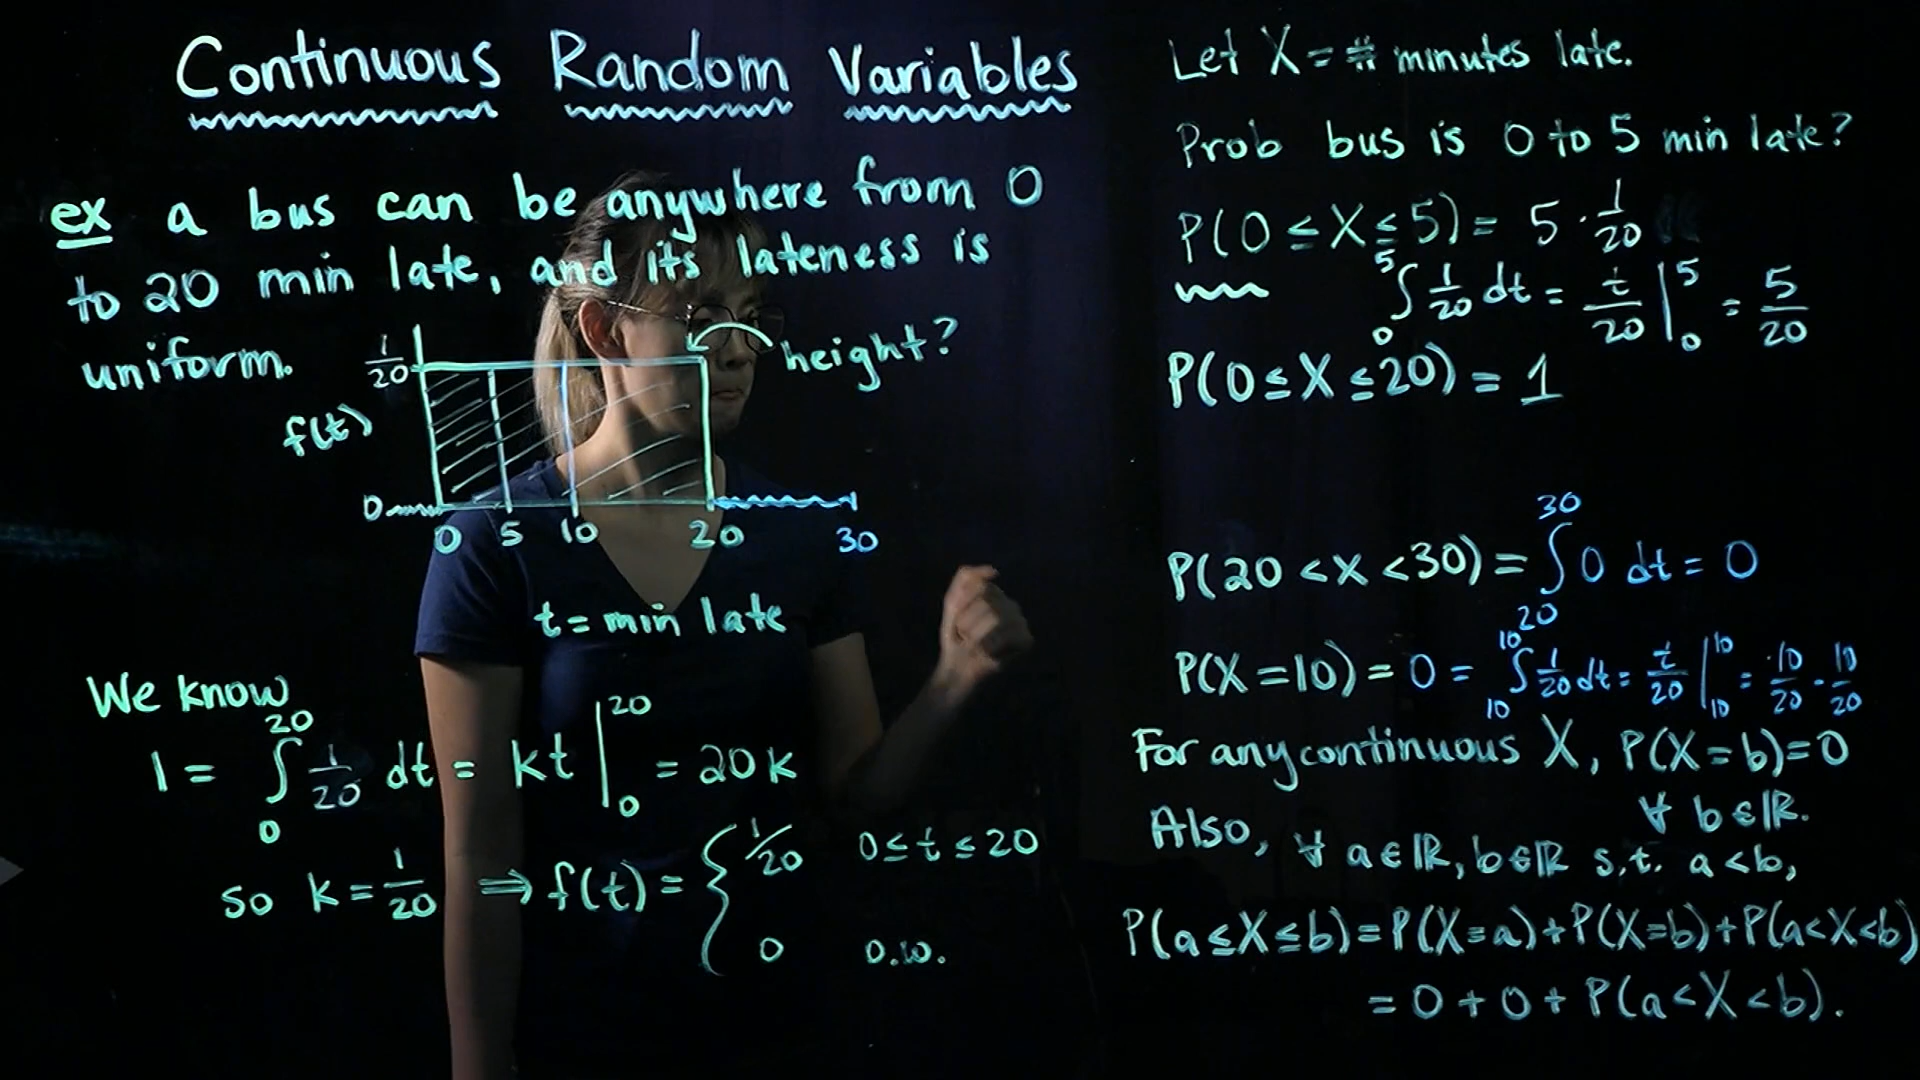 Continuous Random Variables
ex a bus can be anywhere from 0
to 20 min late, and its lateness is
uniform.
1/20
height?
f(t)
0
0 5 10 20 30
t = min late
We know
1 = ∫₀²⁰ 1/20 dt = kt |₀²⁰ = 20k
so k = 1/20 ⇒ f(t) = { 1/20 0 ≤ t ≤ 20
0 o.w.
Let X = # minutes late.
Prob bus is 0 to 5 min late?
P(0 ≤ X ≤ 5) = 5 · 1/20
∫₀⁵ 1/20 dt = t/20 |₀⁵ = 5/20
P(0 ≤ X ≤ 20) = 1
P(20 < X < 30) = ∫₂₀³⁰ 0 dt = 0
P(X = 10) = 0 = ∫₁₀¹⁰ 1/20 dt = t/20 |₁₀¹⁰ = 10/20 - 10/20
For any continuous X, P(X = b) = 0
∀ b ∈ ℝ.
Also, ∀ a ∈ ℝ, b ∈ ℝ s.t. a < b,
P(a ≤ X ≤ b) = P(X = a) + P(X = b) + P(a < X < b)
= 0 + 0 + P(a < X < b).